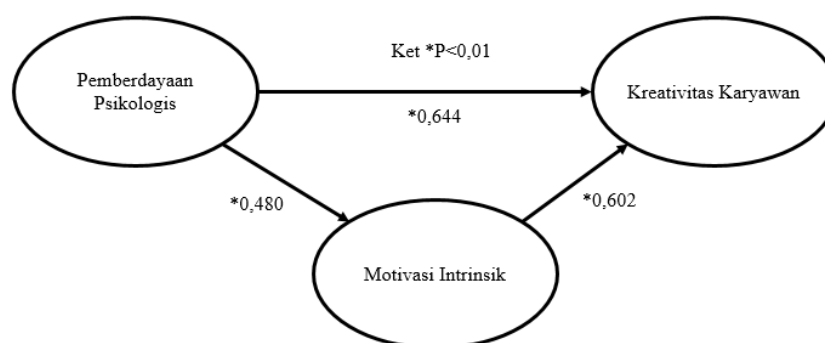 Ket *P<0,01
Pemberdayaan
Psikologis
Kreativitas Karyawan
*0,644
*0,480
*0,602
Motivasi Intrinsik